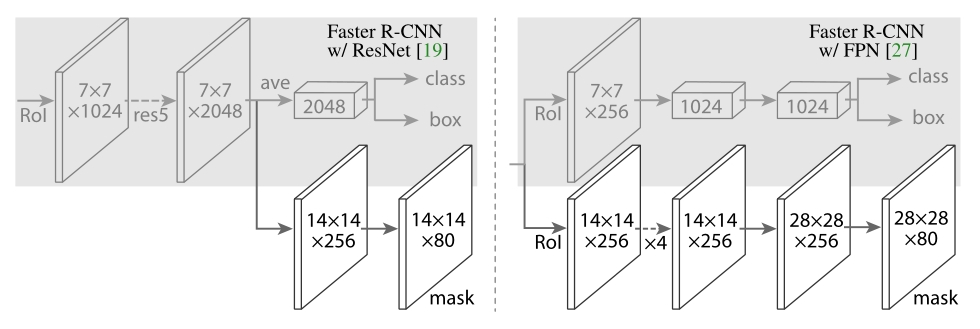 Faster R-CNN
w/ ResNet [19]
RoI
7×7
×1024
res5
7×7
×2048
ave
2048
class
box
14×14
×256
14×14
×80
mask
Faster R-CNN
w/ FPN [27]
RoI
7×7
×256
1024
1024
class
box
RoI
14×14
×256
×4
14×14
×256
28×28
×256
28×28
×80
mask